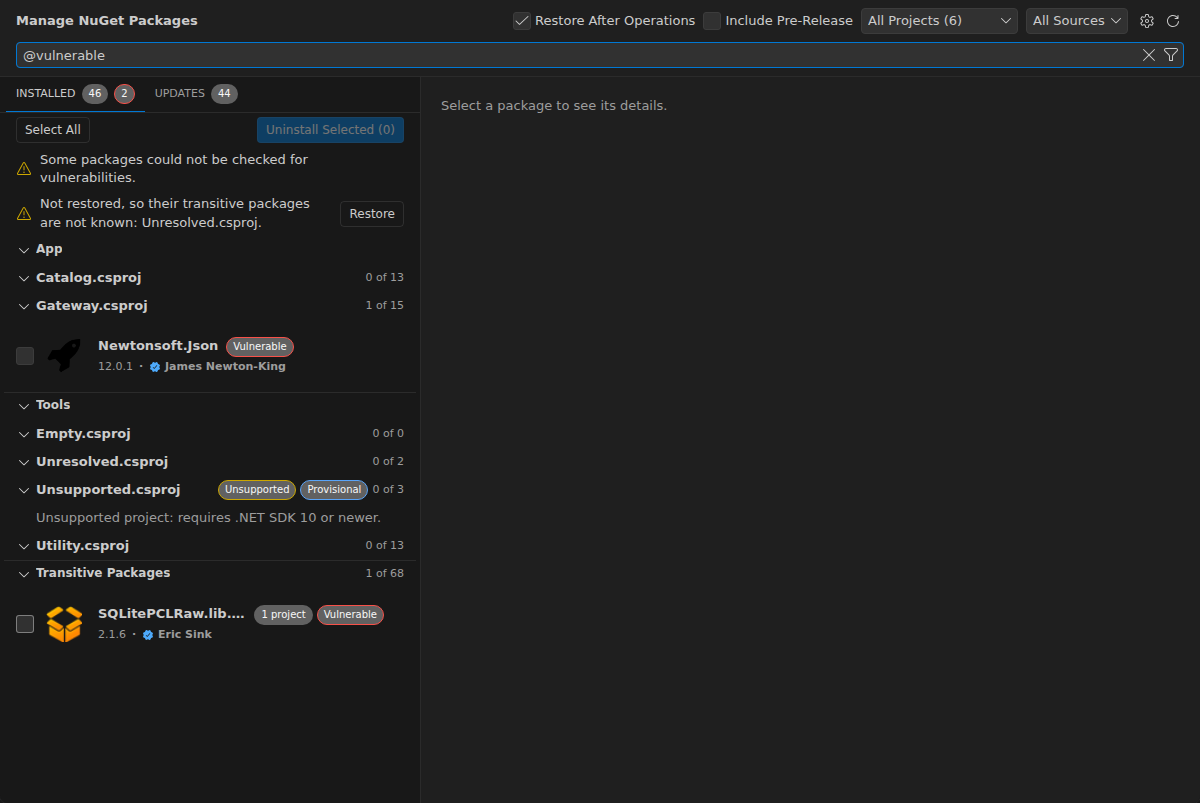 Manage NuGet Packages
Restore After Operations
Include Pre-Release
All Projects (6)
All Sources
@vulnerable
INSTALLED 46 2 UPDATES 44
Select All
Uninstall Selected (0)
Some packages could not be checked for
vulnerabilities.
Not restored, so their transitive packages
are not known: Unresolved.csproj.
Restore
App
Catalog.csproj 0 of 13
Gateway.csproj 1 of 15
Newtonsoft.Json Vulnerable
12.0.1 · James Newton-King
Tools
Empty.csproj 0 of 0
Unresolved.csproj 0 of 2
Unsupported.csproj Unsupported Provisional 0 of 3
Unsupported project: requires .NET SDK 10 or newer.
Utility.csproj 0 of 13
Transitive Packages 1 of 68
SQLitePCLRaw.lib.... 1 project Vulnerable
2.1.6 · Eric Sink
Select a package to see its details.